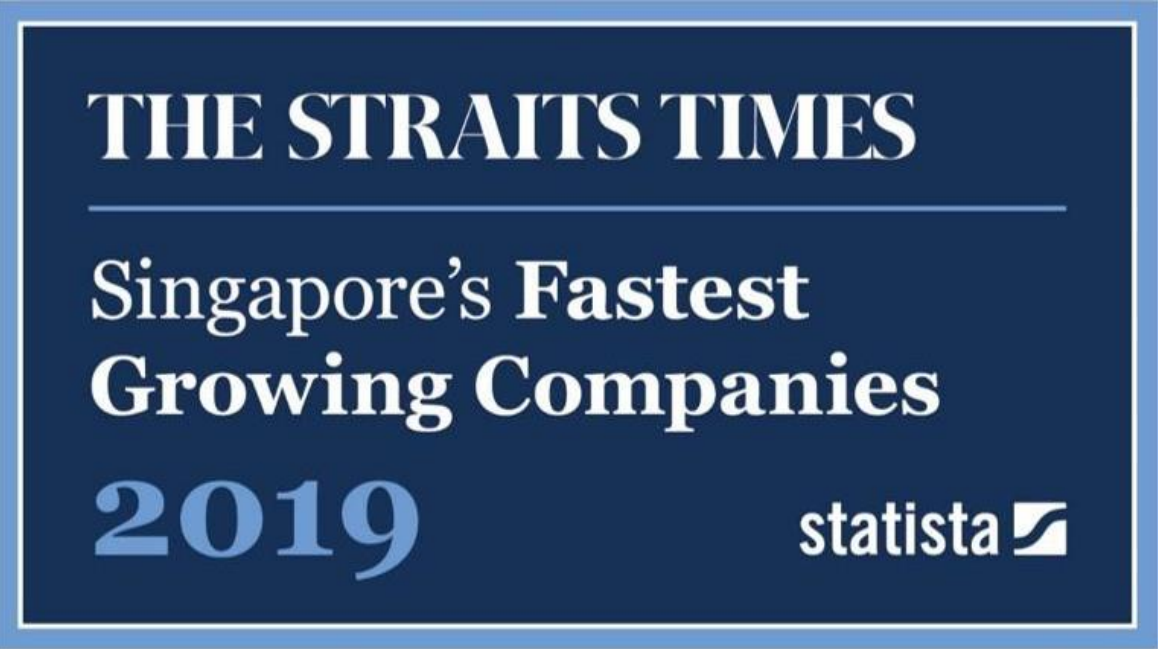 THE STRAITS TIMES
Singapore’s Fastest
Growing Companies
2019
statista